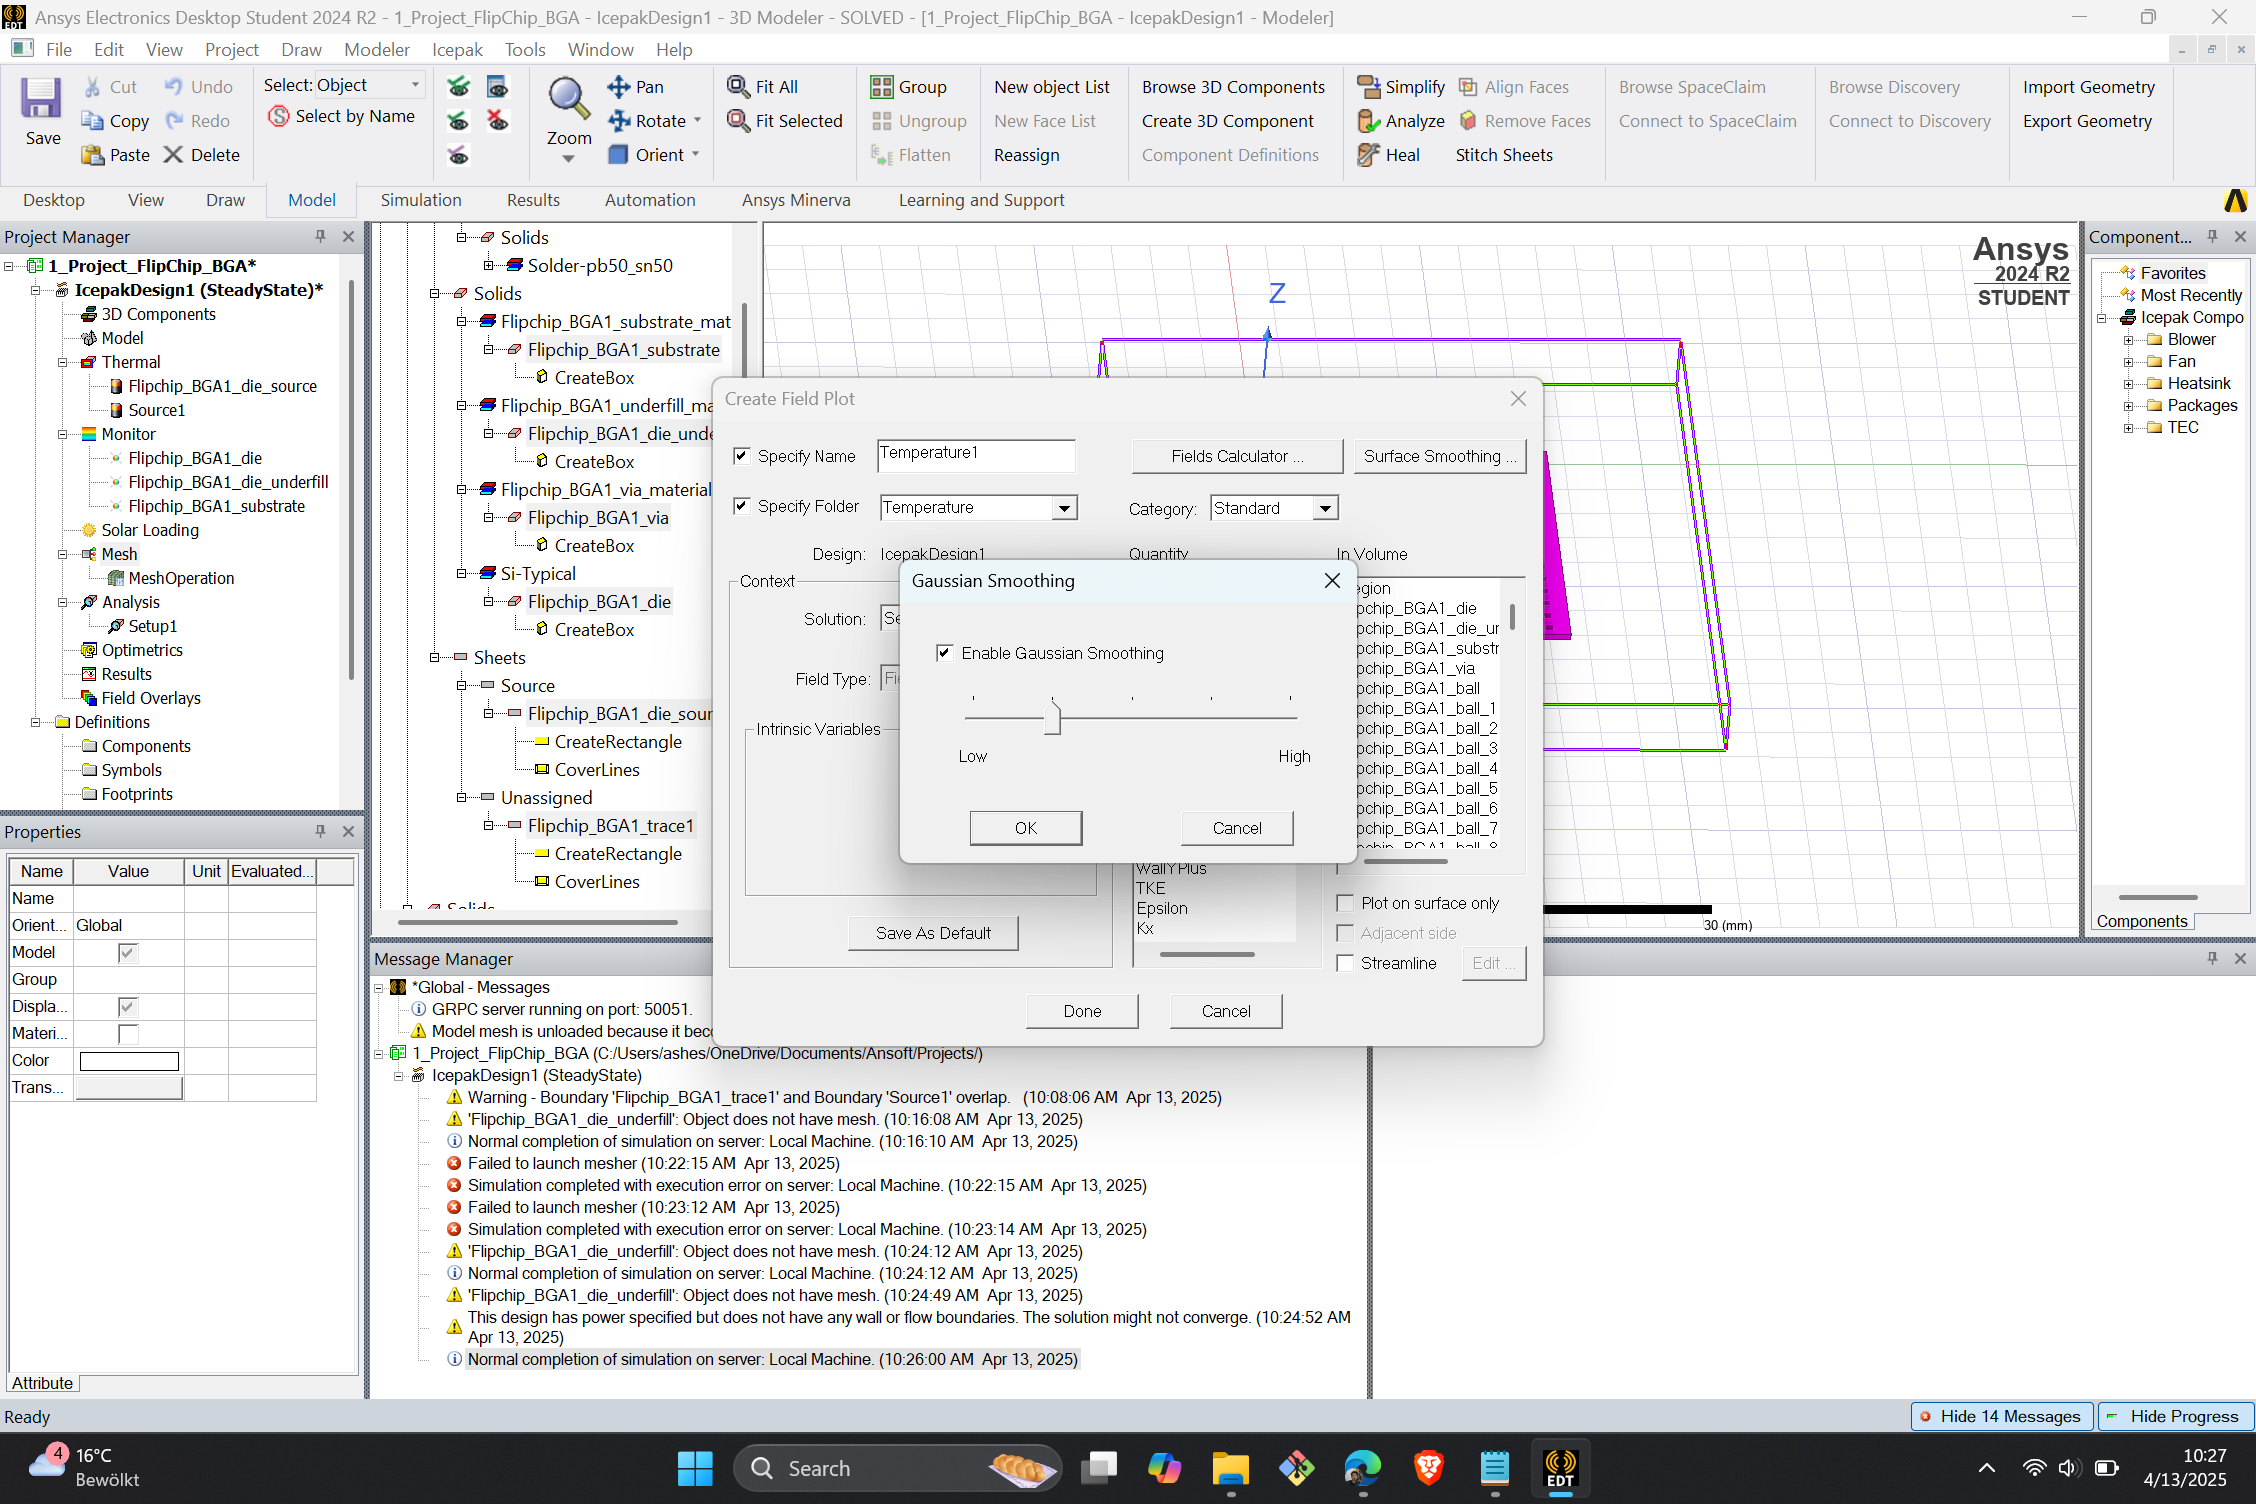 Ansys Electronics Desktop Student 2024 R2 - 1_Project_FlipChip_BGA - IcepakDesign1 - 3D Modeler - SOLVED - [1_Project_FlipChip_BGA - IcepakDesign1 - Modeler]
File Edit View Project Draw Modeler Icepak Tools Window Help
Save
Cut
Copy
Paste
Undo
Redo
Delete
Select: Object
Select by Name
Zoom
Pan
Rotate
Orient
Fit All
Fit Selected
Group
Ungroup
Flatten
New object List
New Face List
Reassign
Browse 3D Components
Create 3D Component
Component Definitions
Simplify
Analyze
Heal
Align Faces
Remove Faces
Stitch Sheets
Browse SpaceClaim
Connect to SpaceClaim
Browse Discovery
Connect to Discovery
Import Geometry
Export Geometry
Desktop View Draw Model Simulation Results Automation Ansys Minerva Learning and Support
Project Manager
1_Project_FlipChip_BGA*
IcepakDesign1 (SteadyState)*
3D Components
Model
Thermal
Flipchip_BGA1_die_source
Source1
Monitor
Flipchip_BGA1_die
Flipchip_BGA1_die_underfill
Flipchip_BGA1_substrate
Solar Loading
Mesh
MeshOperation
Analysis
Setup1
Optimetrics
Results
Field Overlays
Definitions
Components
Symbols
Footprints
Properties
Name Value Unit Evaluated...
Name
Orient... Global
Model
Group
Displa...
Materi...
Color
Trans...
Attribute
Solids
Solder-pb50_sn50
Solids
Flipchip_BGA1_substrate_mat
Flipchip_BGA1_substrate
CreateBox
Flipchip_BGA1_underfill_ma
Flipchip_BGA1_die_unde
CreateBox
Flipchip_BGA1_via_material
Flipchip_BGA1_via
CreateBox
Si-Typical
Flipchip_BGA1_die
CreateBox
Sheets
Source
Flipchip_BGA1_die_sour
CreateRectangle
CoverLines
Unassigned
Flipchip_BGA1_trace1
CreateRectangle
CoverLines
Solids
Z
Ansys
2024 R2
STUDENT
30 (mm)
Create Field Plot
Specify Name Temperature1 Fields Calculator ... Surface Smoothing ...
Specify Folder Temperature Category: Standard
Design: IcepakDesign1 Quantity In Volume
Context
Solution: Se
Field Type: Fie
Intrinsic Variables
Save As Default
WallYPlus
TKE
Epsilon
Kx
egion
pchip_BGA1_die
pchip_BGA1_die_ur
pchip_BGA1_substr
pchip_BGA1_via
pchip_BGA1_ball
pchip_BGA1_ball_1
pchip_BGA1_ball_2
pchip_BGA1_ball_3
pchip_BGA1_ball_4
pchip_BGA1_ball_5
pchip_BGA1_ball_6
pchip_BGA1_ball_7
pchip_BGA1_ball_8
Plot on surface only
Adjacent side
Streamline Edit ...
Done Cancel
Gaussian Smoothing
Enable Gaussian Smoothing
Low High
OK Cancel
Component...
Favorites
Most Recently
Icepak Compo
Blower
Fan
Heatsink
Packages
TEC
Components
Message Manager
*Global - Messages
GRPC server running on port: 50051.
Model mesh is unloaded because it bec
1_Project_FlipChip_BGA (C:/Users/ashes/OneDrive/Documents/Ansoft/Projects/)
IcepakDesign1 (SteadyState)
Warning - Boundary 'Flipchip_BGA1_trace1' and Boundary 'Source1' overlap. (10:08:06 AM Apr 13, 2025)
'Flipchip_BGA1_die_underfill': Object does not have mesh. (10:16:08 AM Apr 13, 2025)
Normal completion of simulation on server: Local Machine. (10:16:10 AM Apr 13, 2025)
Failed to launch mesher (10:22:15 AM Apr 13, 2025)
Simulation completed with execution error on server: Local Machine. (10:22:15 AM Apr 13, 2025)
Failed to launch mesher (10:23:12 AM Apr 13, 2025)
Simulation completed with execution error on server: Local Machine. (10:23:14 AM Apr 13, 2025)
'Flipchip_BGA1_die_underfill': Object does not have mesh. (10:24:12 AM Apr 13, 2025)
Normal completion of simulation on server: Local Machine. (10:24:12 AM Apr 13, 2025)
'Flipchip_BGA1_die_underfill': Object does not have mesh. (10:24:49 AM Apr 13, 2025)
This design has power specified but does not have any wall or flow boundaries. The solution might not converge. (10:24:52 AM
Apr 13, 2025)
Normal completion of simulation on server: Local Machine. (10:26:00 AM Apr 13, 2025)
Ready
Hide 14 Messages Hide Progress
4
16°C
Bewölkt
Search
EDT
10:27
4/13/2025